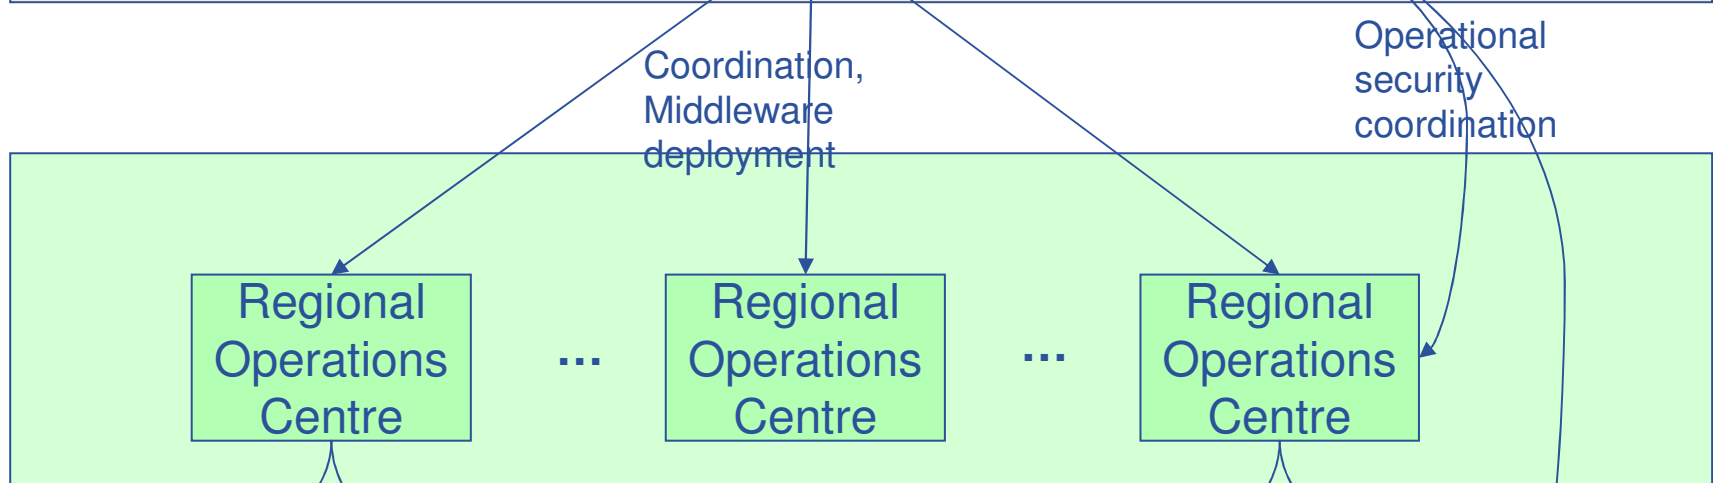 Operational
security
coordination
Coordination,
Middleware
deployment
Regional
Operations
Centre
...
Regional
Operations
Centre
...
Regional
Operations
Centre